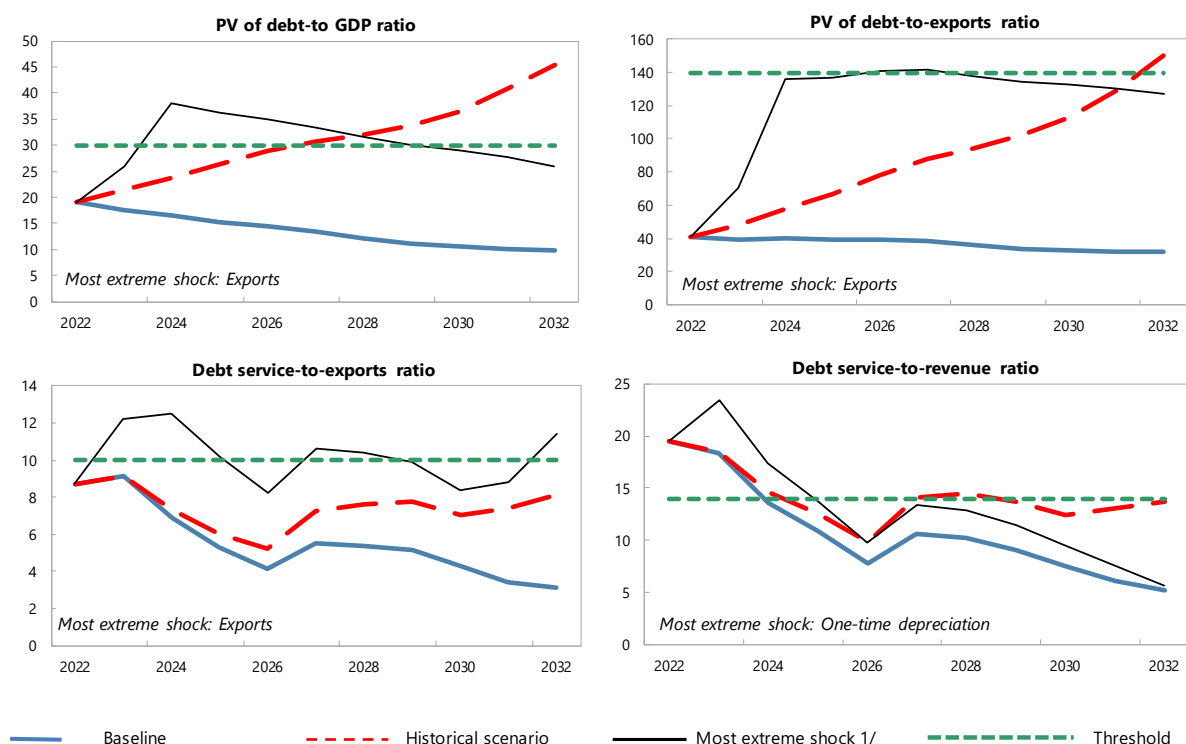 PV of debt-to GDP ratio
50
45
40
35
30
25
20
15
10
5
0
Most extreme shock: Exports
2022 2024 2026 2028 2030 2032
PV of debt-to-exports ratio
160
140
120
100
80
60
40
20
0
Most extreme shock: Exports
2022 2024 2026 2028 2030 2032
Debt service-to-exports ratio
14
12
10
8
6
4
2
0
Most extreme shock: Exports
2022 2024 2026 2028 2030 2032
Debt service-to-revenue ratio
25
20
15
10
5
0
Most extreme shock: One-time depreciation
2022 2024 2026 2028 2030 2032
Baseline Historical scenario Most extreme shock 1/ Threshold